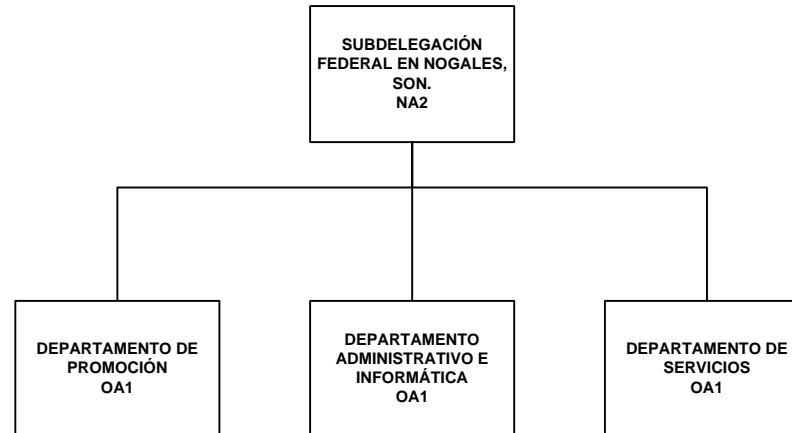 SUBDELEGACIÓN
FEDERAL EN NOGALES,
SON.
NA2
DEPARTAMENTO DE
PROMOCIÓN
OA1
DEPARTAMENTO
ADMINISTRATIVO E
INFORMÁTICA
OA1
DEPARTAMENTO DE
SERVICIOS
OA1